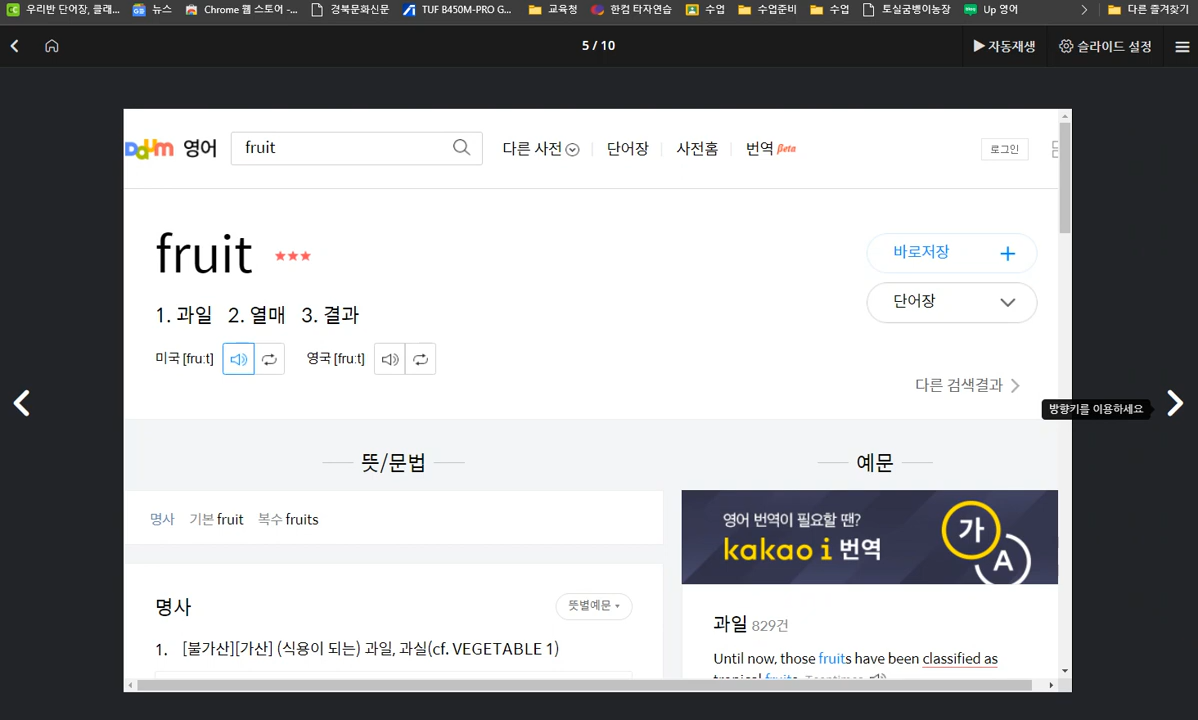 우리반 단어장, 클래... 뉴스 Chrome 웹 스토어 -... 경북문화신문 TUF B450M-PRO G... 교육청 한컴 타자연습 수업 수업준비 수업 토실굼벵이농장 Up 영어 다른 즐겨찾기
5 / 10 ▶자동재생 슬라이드 설정
Daum 영어 fruit 다른 사전 단어장 사전홈 번역 Beta 로그인
fruit ★★★
바로저장 +
1. 과일 2. 열매 3. 결과
단어장
미국 [fruːt] 영국 [fruːt]
다른 검색결과
방향키를 이용하세요
뜻/문법 예문
명사 기본 fruit 복수 fruits
영어 번역이 필요할 땐?
kakao i 번역
가 A
명사 뜻별예문
과일 829건
1. [불가산][가산] (식용이 되는) 과일, 과실(cf. VEGETABLE 1)
Until now, those fruits have been classified as
tropical fruits.